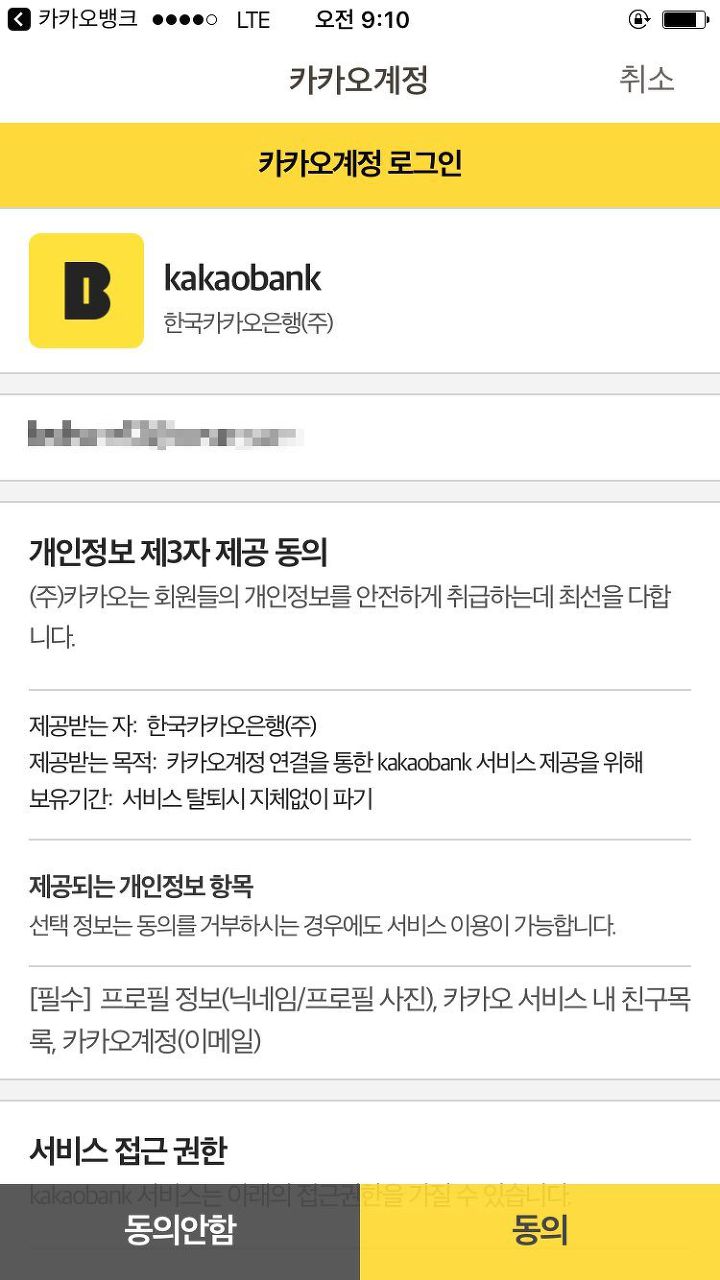 카카오뱅크 LTE 오전 9:10
카카오계정 취소
카카오계정 로그인
B
kakaobank
한국카카오은행(주)
개인정보 제3자 제공 동의
(주)카카오는 회원들의 개인정보를 안전하게 취급하는데 최선을 다합
니다.
제공받는 자: 한국카카오은행(주)
제공받는 목적: 카카오계정 연결을 통한 kakaobank 서비스 제공을 위해
보유기간: 서비스 탈퇴시 지체없이 파기
제공되는 개인정보 항목
선택 정보는 동의를 거부하시는 경우에도 서비스 이용이 가능합니다.
[필수] 프로필 정보(닉네임/프로필 사진), 카카오 서비스 내 친구목
록, 카카오계정(이메일)
서비스 접근 권한
kakaobank 서비스는 아래의 접근권한을 가질 수 있습니다.
동의안함 동의